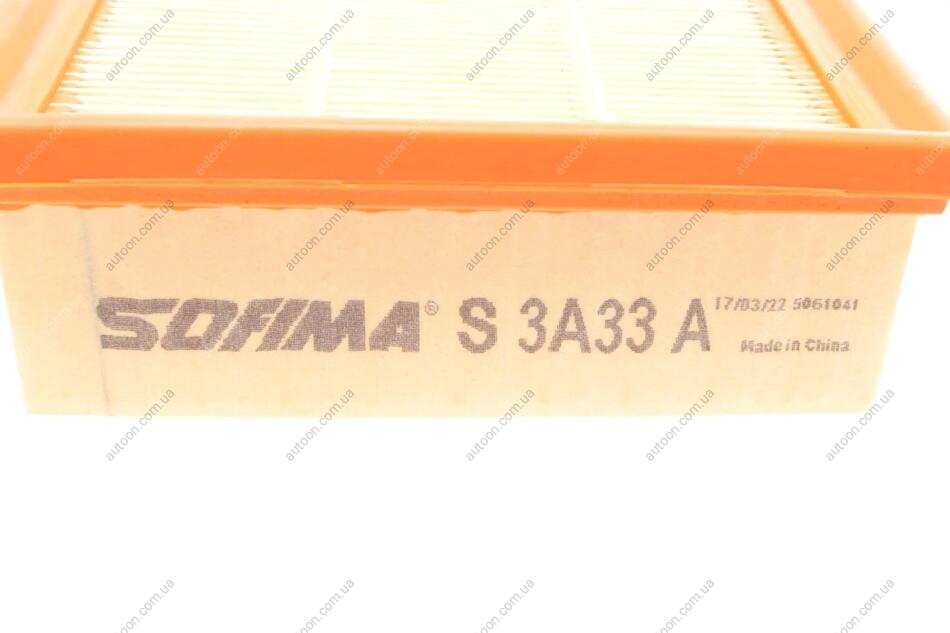 SOFIMA® S 3A33 A
17/03/22 5061041
Made in China
autoon.com.ua